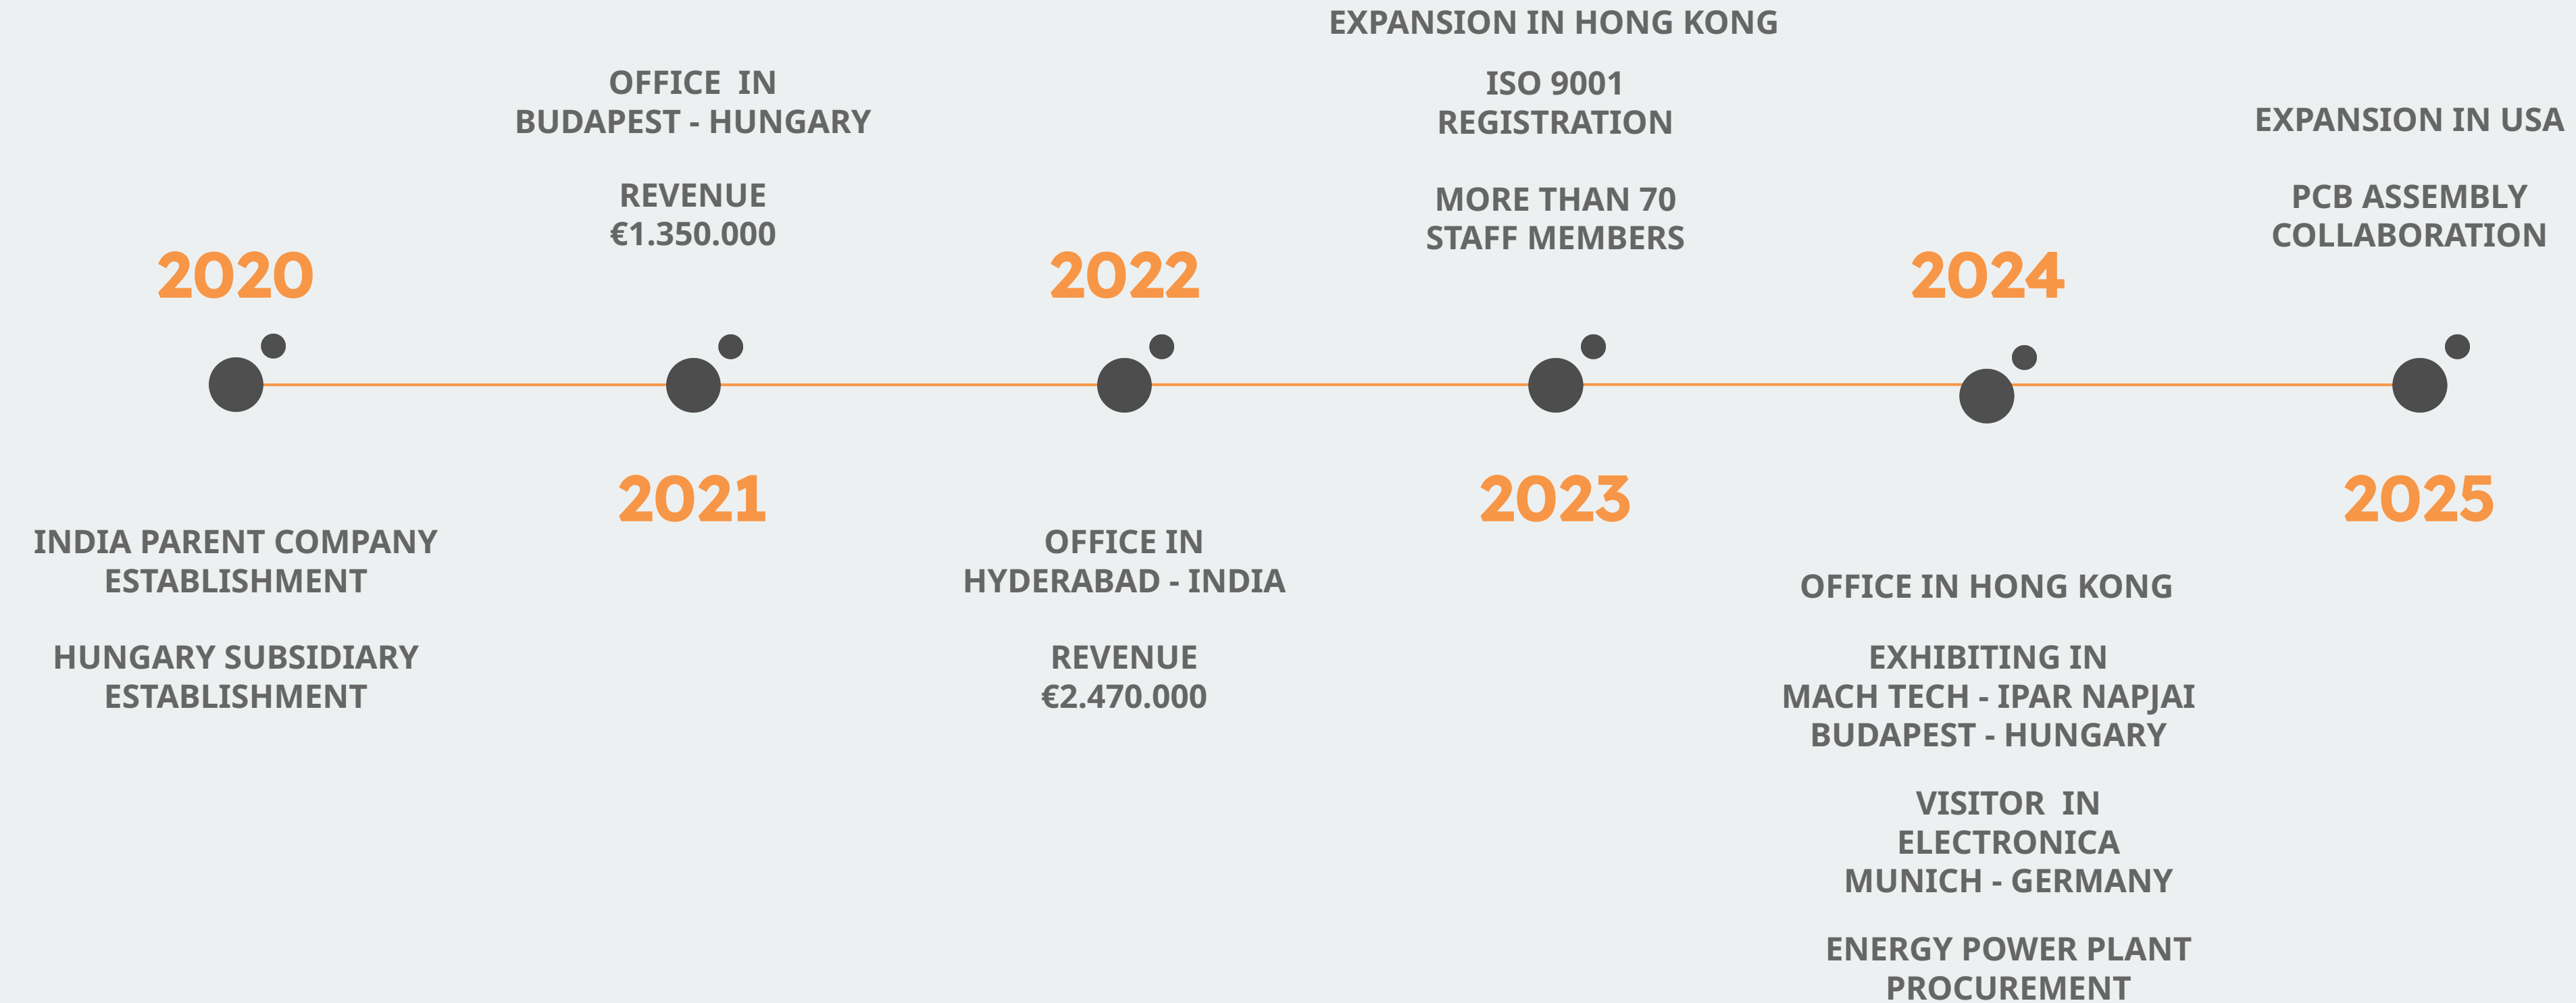 2020
INDIA PARENT COMPANY
ESTABLISHMENT
HUNGARY SUBSIDIARY
ESTABLISHMENT
OFFICE  IN
BUDAPEST - HUNGARY
REVENUE
€1.350.000
2021
2022
OFFICE IN
HYDERABAD - INDIA
REVENUE
€2.470.000
EXPANSION IN HONG KONG
ISO 9001
REGISTRATION
MORE THAN 70
STAFF MEMBERS
2023
2024
OFFICE IN HONG KONG
EXHIBITING IN
MACH TECH - IPAR NAPJAI
BUDAPEST - HUNGARY
VISITOR  IN
ELECTRONICA
MUNICH - GERMANY
ENERGY POWER PLANT
PROCUREMENT
EXPANSION IN USA
PCB ASSEMBLY
COLLABORATION
2025